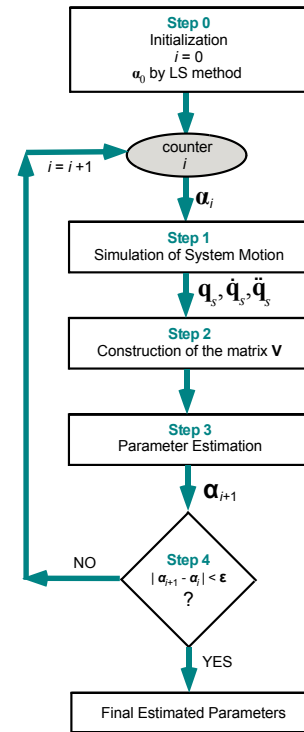 Step 0
Initialization
i = 0
α0 by LS method
counter
i
i = i +1
αi
Step 1
Simulation of System Motion
qs, q̇s, q̈s
Step 2
Construction of the matrix V
Step 3
Parameter Estimation
αi+1
Step 4
| αi+1 - αi | < ε
?
NO
YES
Final Estimated Parameters